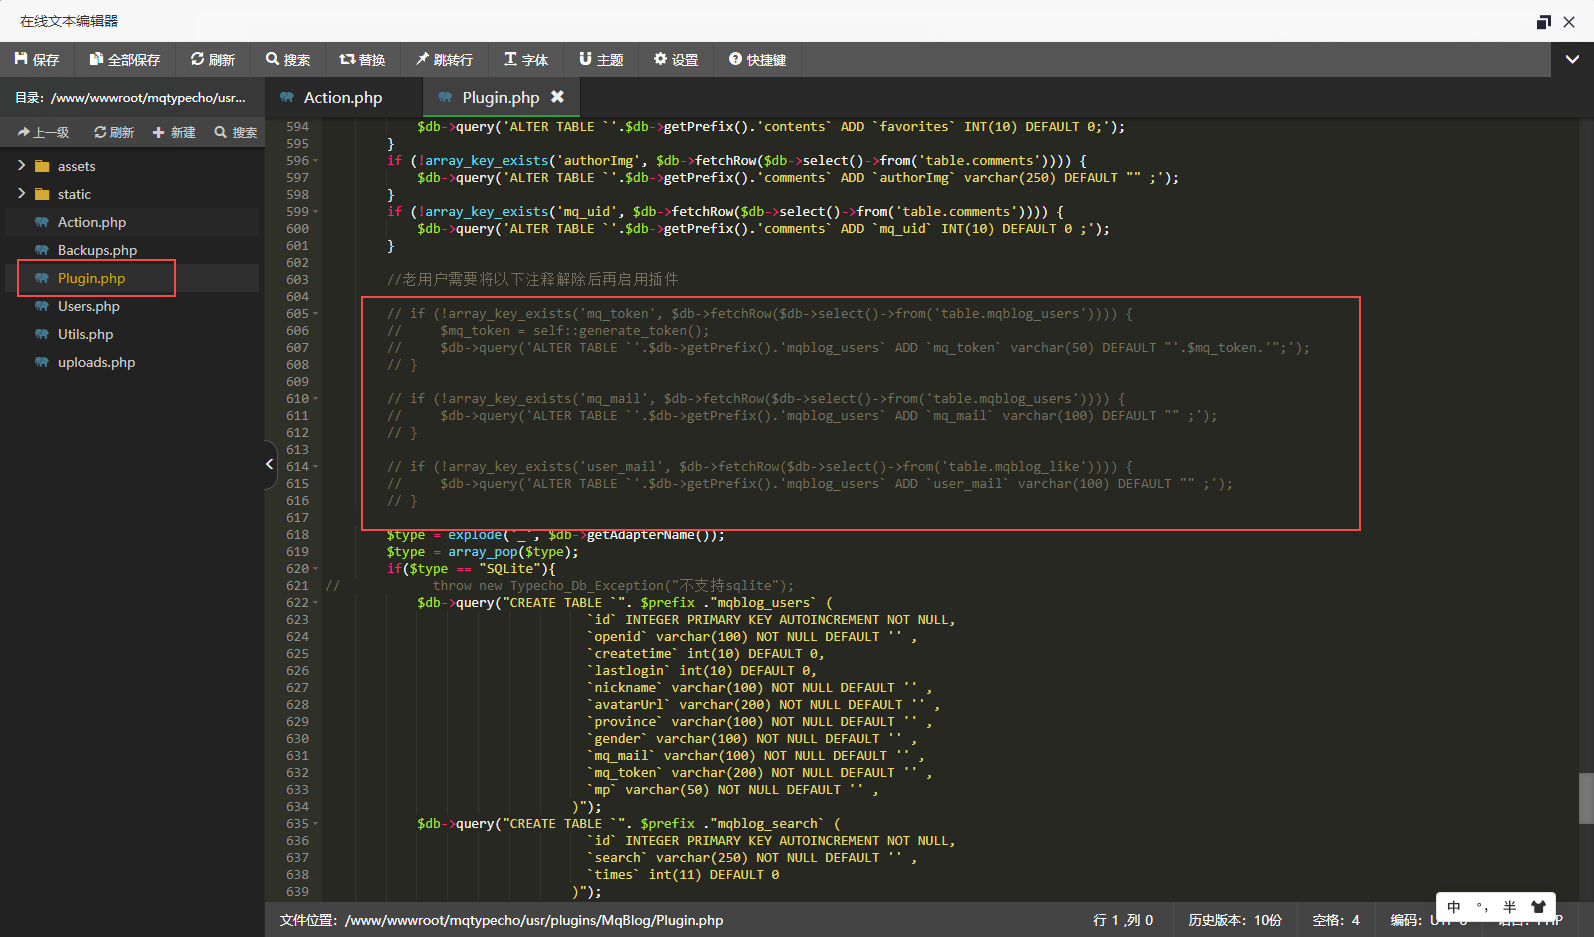 在线文本编辑器
保存 全部保存 刷新 搜索 替换 跳转行 字体 主题 设置 快捷键
目录：/www/wwwroot/mqtypecho/usr...
上一级 刷新 新建 搜索
assets
static
Action.php
Backups.php
Plugin.php
Users.php
Utils.php
uploads.php
Action.php Plugin.php
594 $db->query('ALTER TABLE `'.$db->getPrefix().'contents` ADD `favorites` INT(10) DEFAULT 0;');
595 }
596 if (!array_key_exists('authorImg', $db->fetchRow($db->select()->from('table.comments')))) {
597 $db->query('ALTER TABLE `'.$db->getPrefix().'comments` ADD `authorImg` varchar(250) DEFAULT "" ;');
598 }
599 if (!array_key_exists('mq_uid', $db->fetchRow($db->select()->from('table.comments')))) {
600 $db->query('ALTER TABLE `'.$db->getPrefix().'comments` ADD `mq_uid` INT(10) DEFAULT 0 ;');
601 }
602
603 //老用户需要将以下注释解除后再启用插件
604
605 // if (!array_key_exists('mq_token', $db->fetchRow($db->select()->from('table.mqblog_users')))) {
606 // $mq_token = self::generate_token();
607 // $db->query('ALTER TABLE `'.$db->getPrefix().'mqblog_users` ADD `mq_token` varchar(50) DEFAULT "'.$mq_token.'";');
608 // }
609
610 // if (!array_key_exists('mq_mail', $db->fetchRow($db->select()->from('table.mqblog_users')))) {
611 // $db->query('ALTER TABLE `'.$db->getPrefix().'mqblog_users` ADD `mq_mail` varchar(100) DEFAULT "" ;');
612 // }
613
614 // if (!array_key_exists('user_mail', $db->fetchRow($db->select()->from('table.mqblog_like')))) {
615 // $db->query('ALTER TABLE `'.$db->getPrefix().'mqblog_users` ADD `user_mail` varchar(100) DEFAULT "" ;');
616 // }
617
618 $type = explode('_', $db->getAdapterName());
619 $type = array_pop($type);
620 if($type == "SQLite"){
621 // throw new Typecho_Db_Exception("不支持sqlite");
622 $db->query("CREATE TABLE `". $prefix ."mqblog_users` (
623 `id` INTEGER PRIMARY KEY AUTOINCREMENT NOT NULL,
624 `openid` varchar(100) NOT NULL DEFAULT '' ,
625 `createtime` int(10) DEFAULT 0,
626 `lastlogin` int(10) DEFAULT 0,
627 `nickname` varchar(100) NOT NULL DEFAULT '' ,
628 `avatarUrl` varchar(200) NOT NULL DEFAULT '' ,
629 `province` varchar(100) NOT NULL DEFAULT '' ,
630 `gender` varchar(100) NOT NULL DEFAULT '' ,
631 `mq_mail` varchar(100) NOT NULL DEFAULT '' ,
632 `mq_token` varchar(200) NOT NULL DEFAULT '' ,
633 `mp` varchar(50) NOT NULL DEFAULT '' ,
634 )");
635 $db->query("CREATE TABLE `". $prefix ."mqblog_search` (
636 `id` INTEGER PRIMARY KEY AUTOINCREMENT NOT NULL,
637 `search` varchar(250) NOT NULL DEFAULT '' ,
638 `times` int(11) DEFAULT 0
639 )");
文件位置：/www/wwwroot/mqtypecho/usr/plugins/MqBlog/Plugin.php 行 1 ,列 0 历史版本：10份 空格：4 编码：
中 °, 半